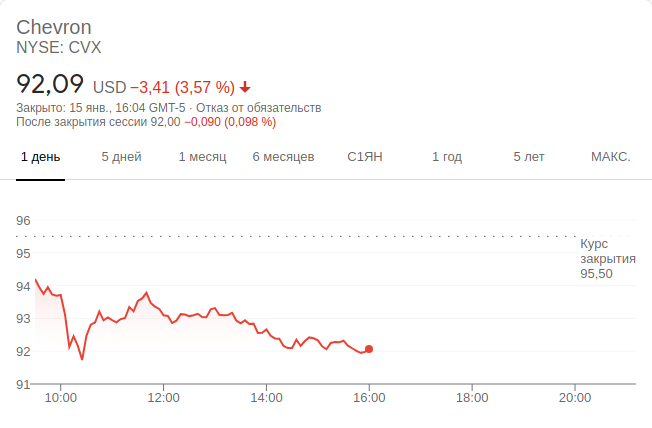 Chevron
NYSE: CVX
92,09 USD −3,41 (3,57 %)
Закрыто: 15 янв., 16:04 GMT-5 · Отказ от обязательств
После закрытия сессии 92,00 −0,090 (0,098 %)
1 день 5 дней 1 месяц 6 месяцев С1ЯН 1 год 5 лет МАКС.
96
Курс
закрытия
95,50
95
94
93
92
91
10:00 12:00 14:00 16:00 18:00 20:00